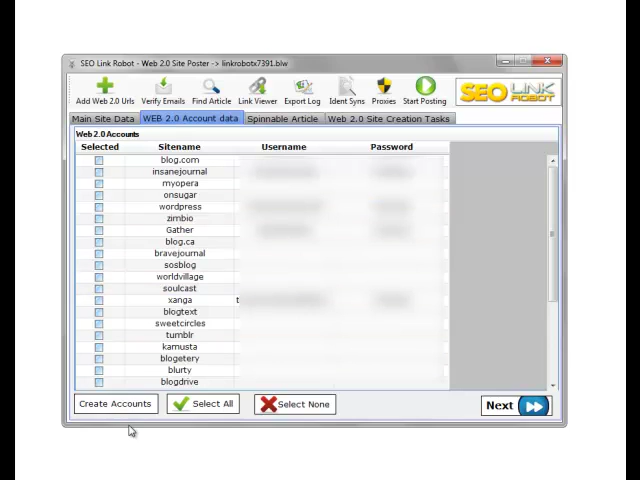 SEO Link Robot - Web 2.0 Site Poster -> linkrobotx7391.blw
Add Web 2.0 Urls Verify Emails Find Article Link Viewer Export Log Ident Syns Proxies Start Posting
SEO LINK ROBOT
Main Site Data WEB 2.0 Account data Spinnable Article Web 2.0 Site Creation Tasks
Web 2.0 Accounts
Selected Sitename Username Password
blog.com
insanejournal
myopera
onsugar
wordpress
zimbio
Gather
blog.ca
bravejournal
sosblog
worldvillage
soulcast
xanga t
blogtext
sweetcircles
tumblr
kamusta
blogetery
blurty
blogdrive
Create Accounts Select All Select None Next